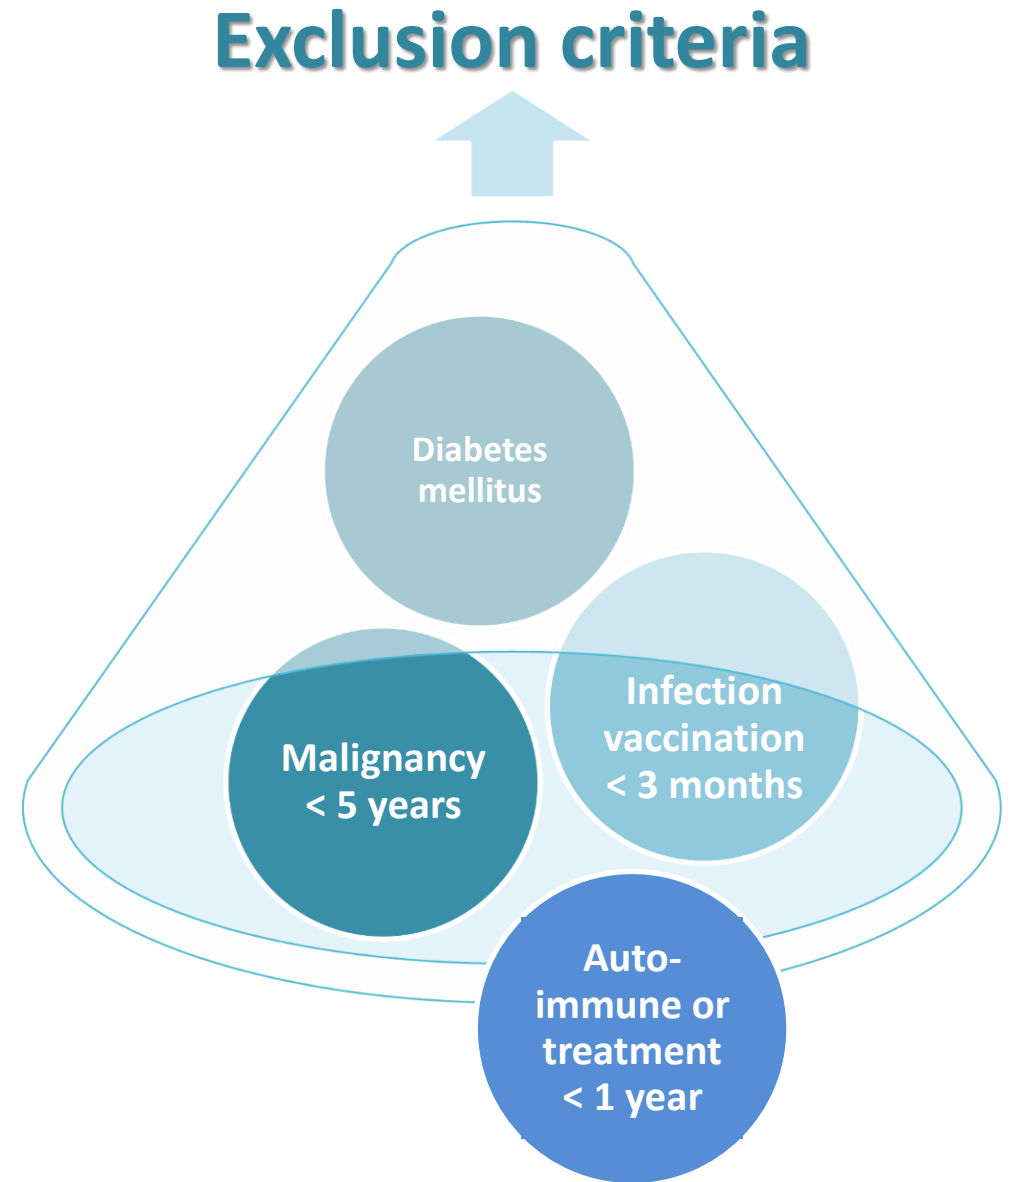 Exclusion criteria
Diabetes
mellitus
Infection
vaccination
< 3 months
Malignancy
< 5 years
Auto-
immune or
treatment
< 1 year